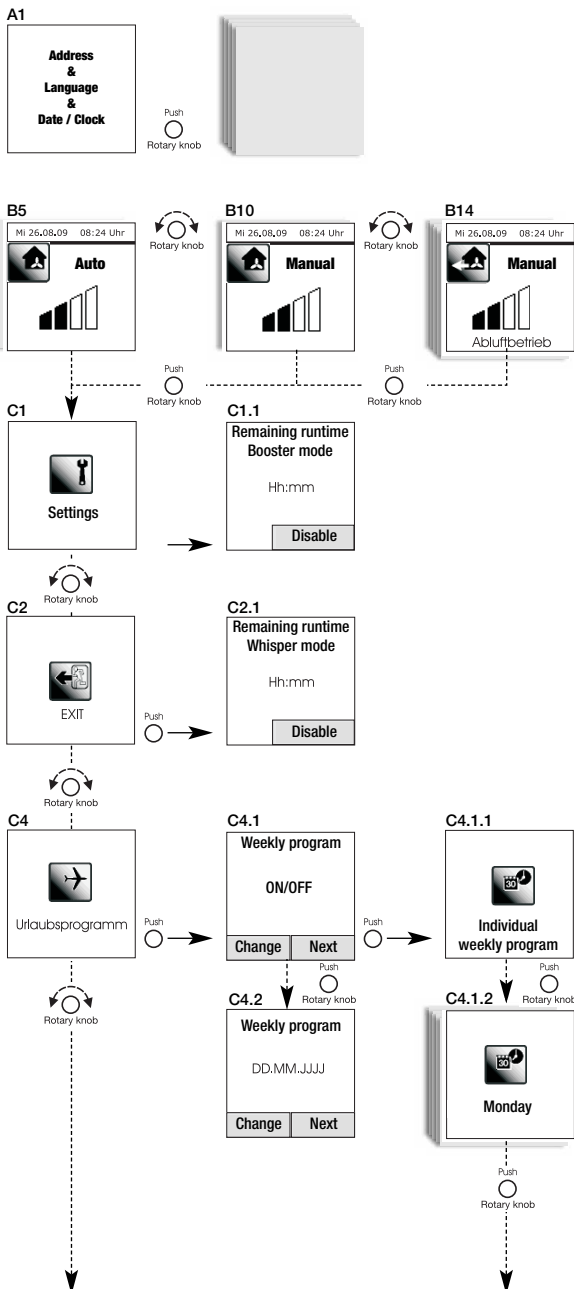 A1
Address
&
Language
&
Date / Clock
Push
Rotary knob
B5
Mi 26.08.09 08:24 Uhr
Auto
Rotary knob
B10
Mi 26.08.09 08:24 Uhr
Manual
Rotary knob
B14
Mi 26.08.09 08:24 Uhr
Manual
Abluftbetrieb
Push
Rotary knob
Push
Rotary knob
C1
Settings
C1.1
Remaining runtime
Booster mode
Hh:mm
Disable
Rotary knob
C2
EXIT
Push
C2.1
Remaining runtime
Whisper mode
Hh:mm
Disable
Rotary knob
C4
Urlaubsprogramm
Push
C4.1
Weekly program
ON/OFF
Change Next
Push
C4.1.1
30
Individual
weekly program
Push
Rotary knob
Push
Rotary knob
Rotary knob
C4.2
Weekly program
DD.MM.JJJJ
Change Next
C4.1.2
30
Monday
Push
Rotary knob